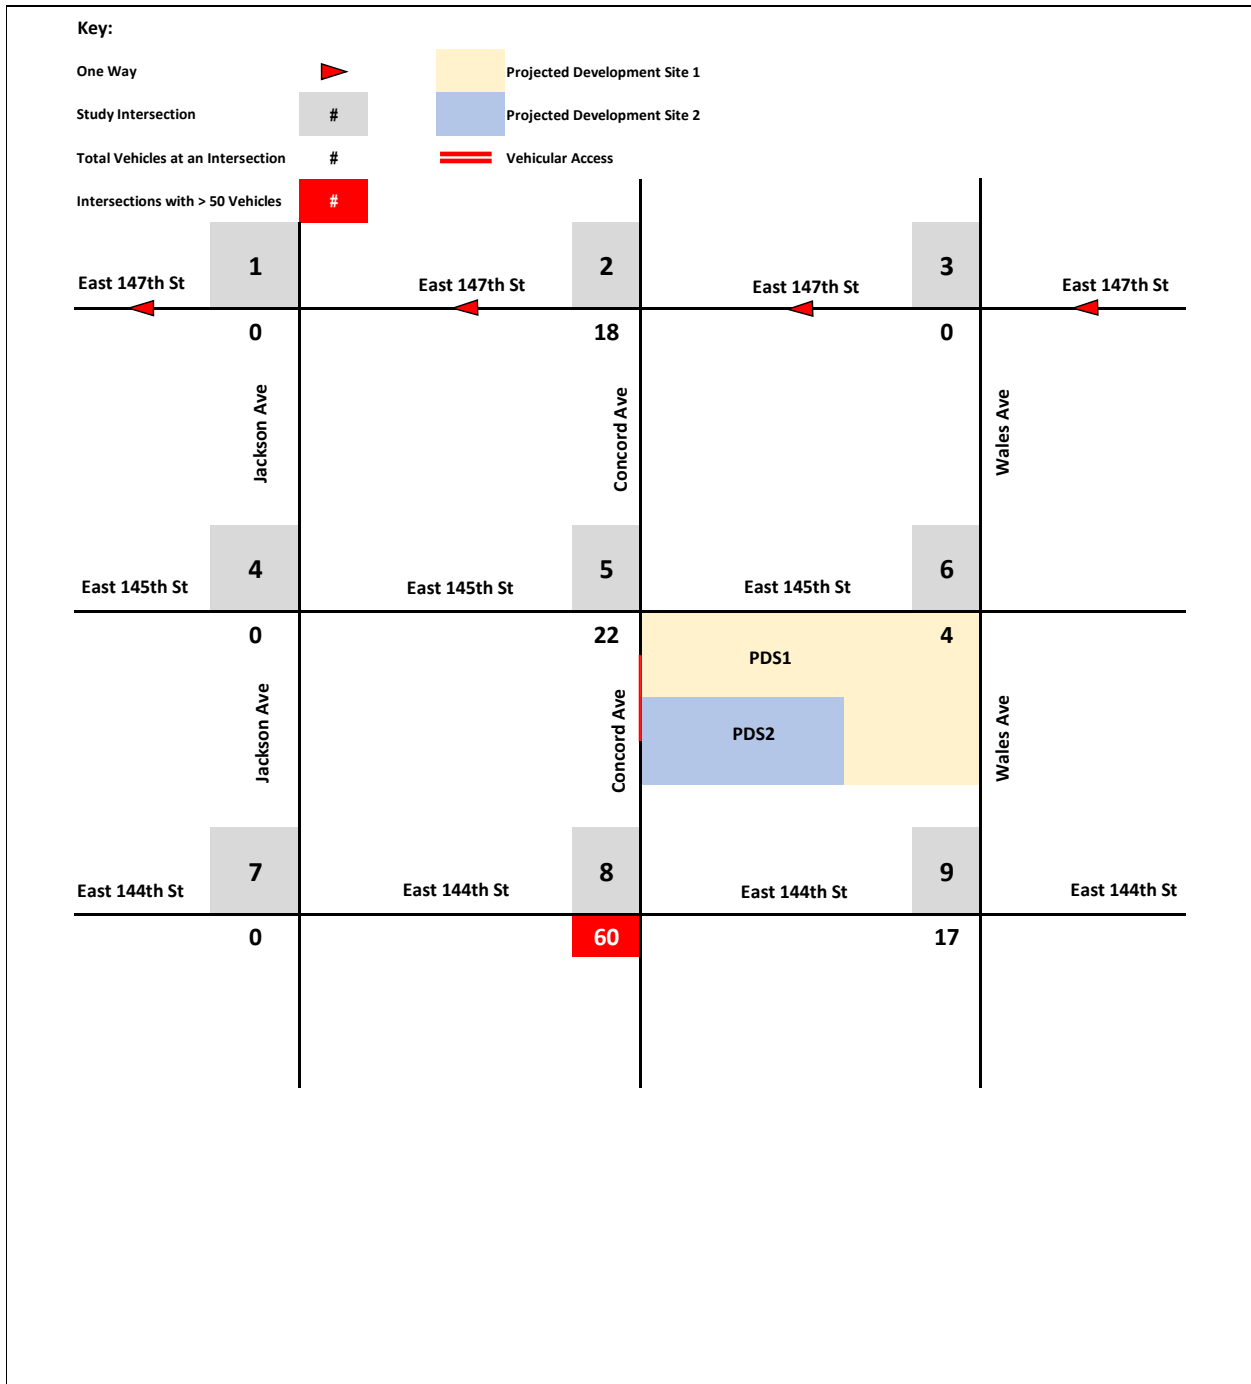 Key:
One Way
Projected Development Site 1
Study Intersection
#
Projected Development Site 2
Total Vehicles at an Intersection
#
Vehicular Access
Intersections with > 50 Vehicles
#
1
2
3
East 147th St
East 147th St
East 147th St
East 147th St
0
18
0
Jackson Ave
Concord Ave
Wales Ave
4
5
6
East 145th St
East 145th St
East 145th St
0
22
4
PDS1
Jackson Ave
Concord Ave
PDS2
Wales Ave
7
8
9
East 144th St
East 144th St
East 144th St
East 144th St
0
60
17